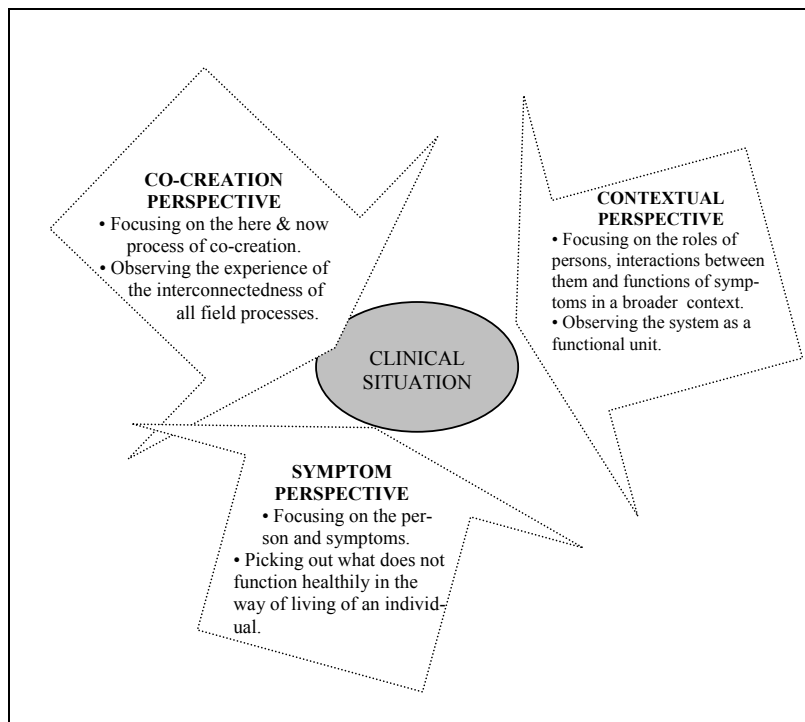 CO-CREATION
PERSPECTIVE
• Focusing on the here & now
process of co-creation.
• Observing the experience of
the interconnectedness of
all field processes.
CONTEXTUAL
PERSPECTIVE
• Focusing on the roles of
persons, interactions between
them and functions of symp-
toms in a broader context.
• Observing the system as a
functional unit.
CLINICAL
SITUATION
SYMPTOM
PERSPECTIVE
• Focusing on the per-
son and symptoms.
• Picking out what does not
function healthily in the
way of living of an individ-
ual.